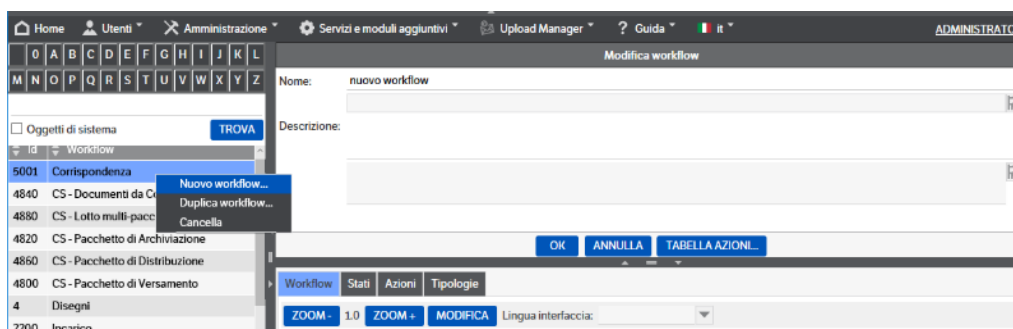 Home Utenti Amministrazione Servizi e moduli aggiuntivi Upload Manager ? Guida it ADMINISTRATO
0 A B C D E F G H I J K L
Modifica workflow
M N O P Q R S T U V W X Y Z
Nome: nuovo workflow
Oggetti di sistema TROVA
Descrizione:
Id Workflow
5001 Corrispondenza
Nuovo workflow...
4840 CS - Documenti da Co
Duplica workflow...
4880 CS - Lotto multi-pacc
Cancella
4820 CS - Pacchetto di Archiviazione
OK ANNULLA TABELLA AZIONI...
4860 CS - Pacchetto di Distribuzione
4800 CS - Pacchetto di Versamento
Workflow Stati Azioni Tipologie
4 Disegni
ZOOM - 1.0 ZOOM + MODIFICA Lingua interfaccia:
2200 Incarico